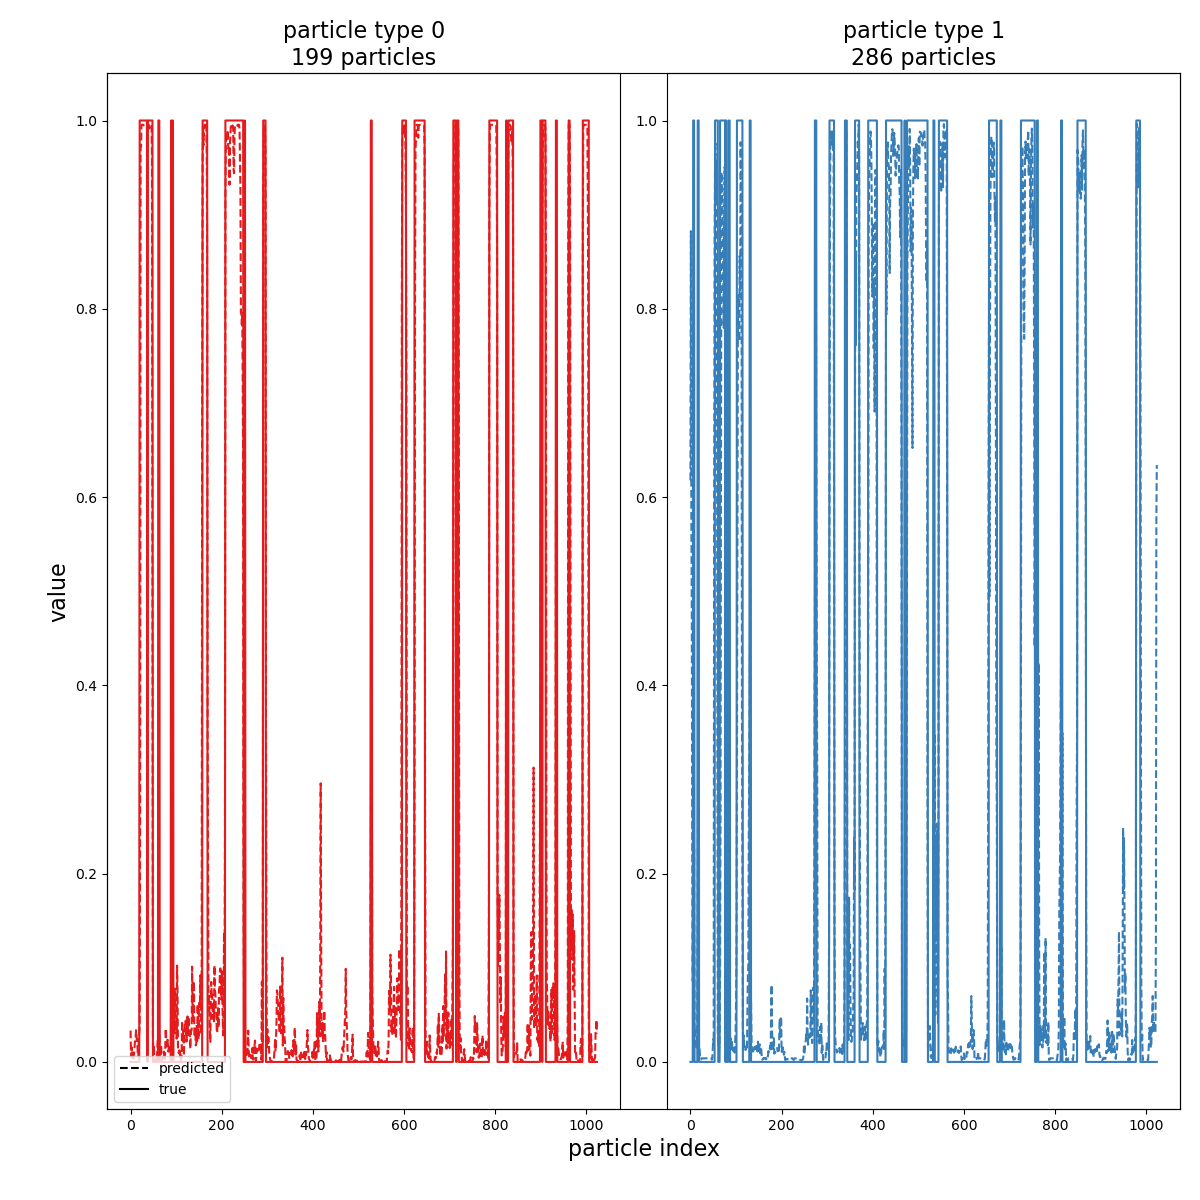 particle type 0
199 particles
particle type 1
286 particles
value
1.0
0.8
0.6
0.4
0.2
0.0
1.0
0.8
0.6
0.4
0.2
0.0
predicted
true
0 200 400 600 800 1000
0 200 400 600 800 1000
particle index